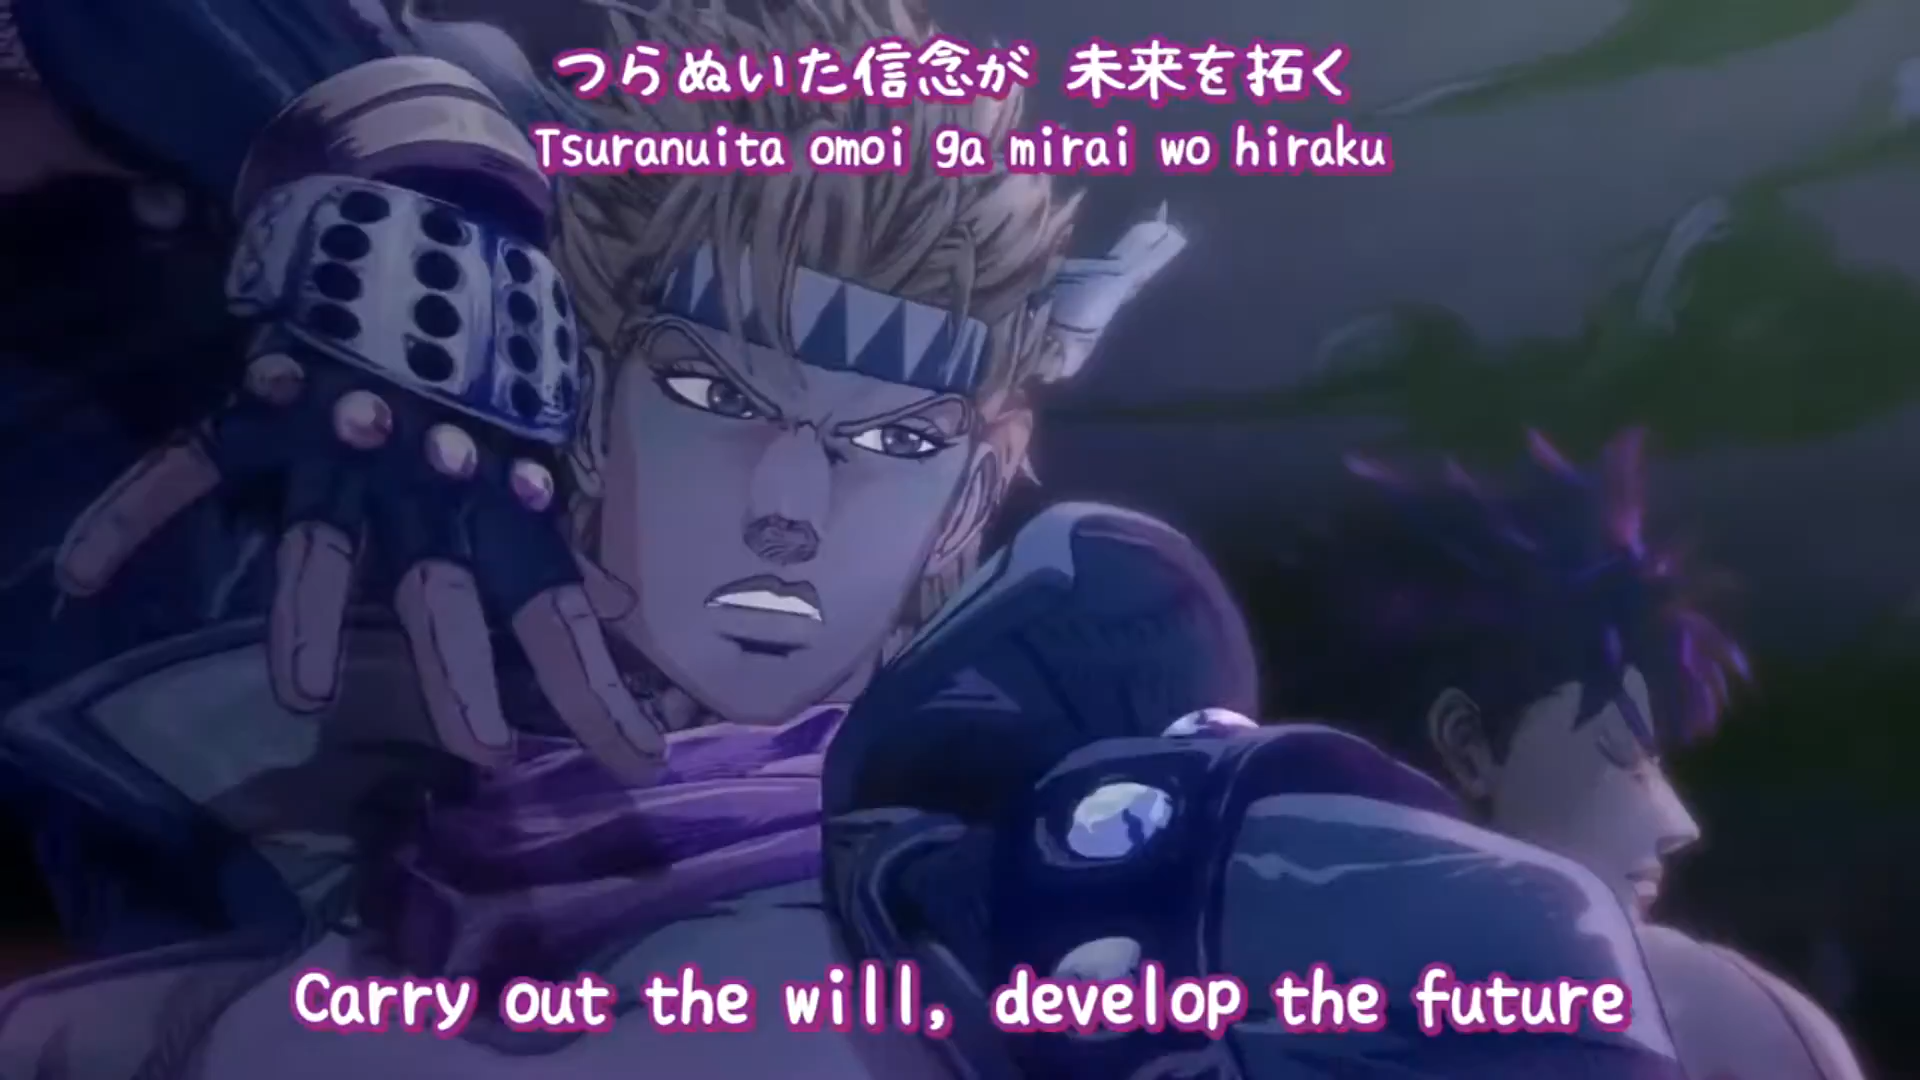 つらぬいた信念が 未来を拓く
Tsuranuita omoi ga mirai wo hiraku
Carry out the will, develop the future